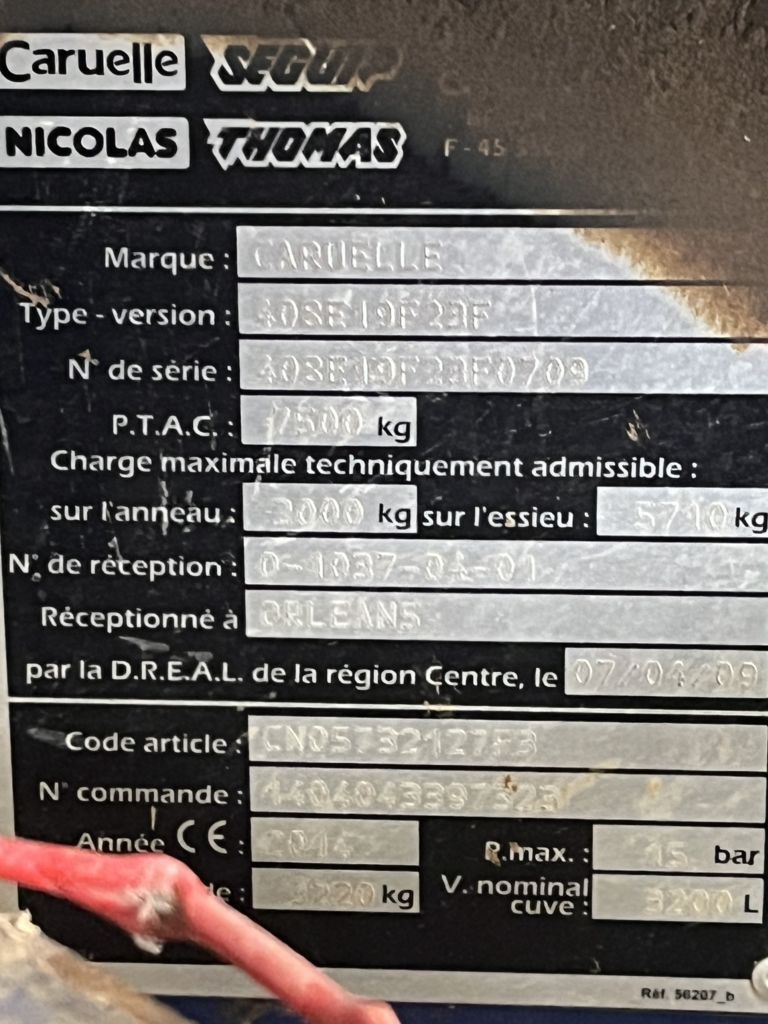 Caruelle SEGUIP
NICOLAS THOMAS F - 45
Marque : CARUELLE
Type - version : 40SE19F23F
N° de série : 40SE19F23F0709
P.T.A.C. : 7500 kg
Charge maximale techniquement admissible :
sur l'anneau : 2000 kg sur l'essieu : 5710 kg
N° de réception : 0-1037-04-01
Réceptionné à ORLEANS
par la D.R.E.A.L. de la région Centre, le 07/04/09
Code article : CN05732127F3
N° commande : 1404043397323
Année CE : 2014 P.max. : 15 bar
3220 kg V. nominal cuve : 3200 L
Réf. 56207_b